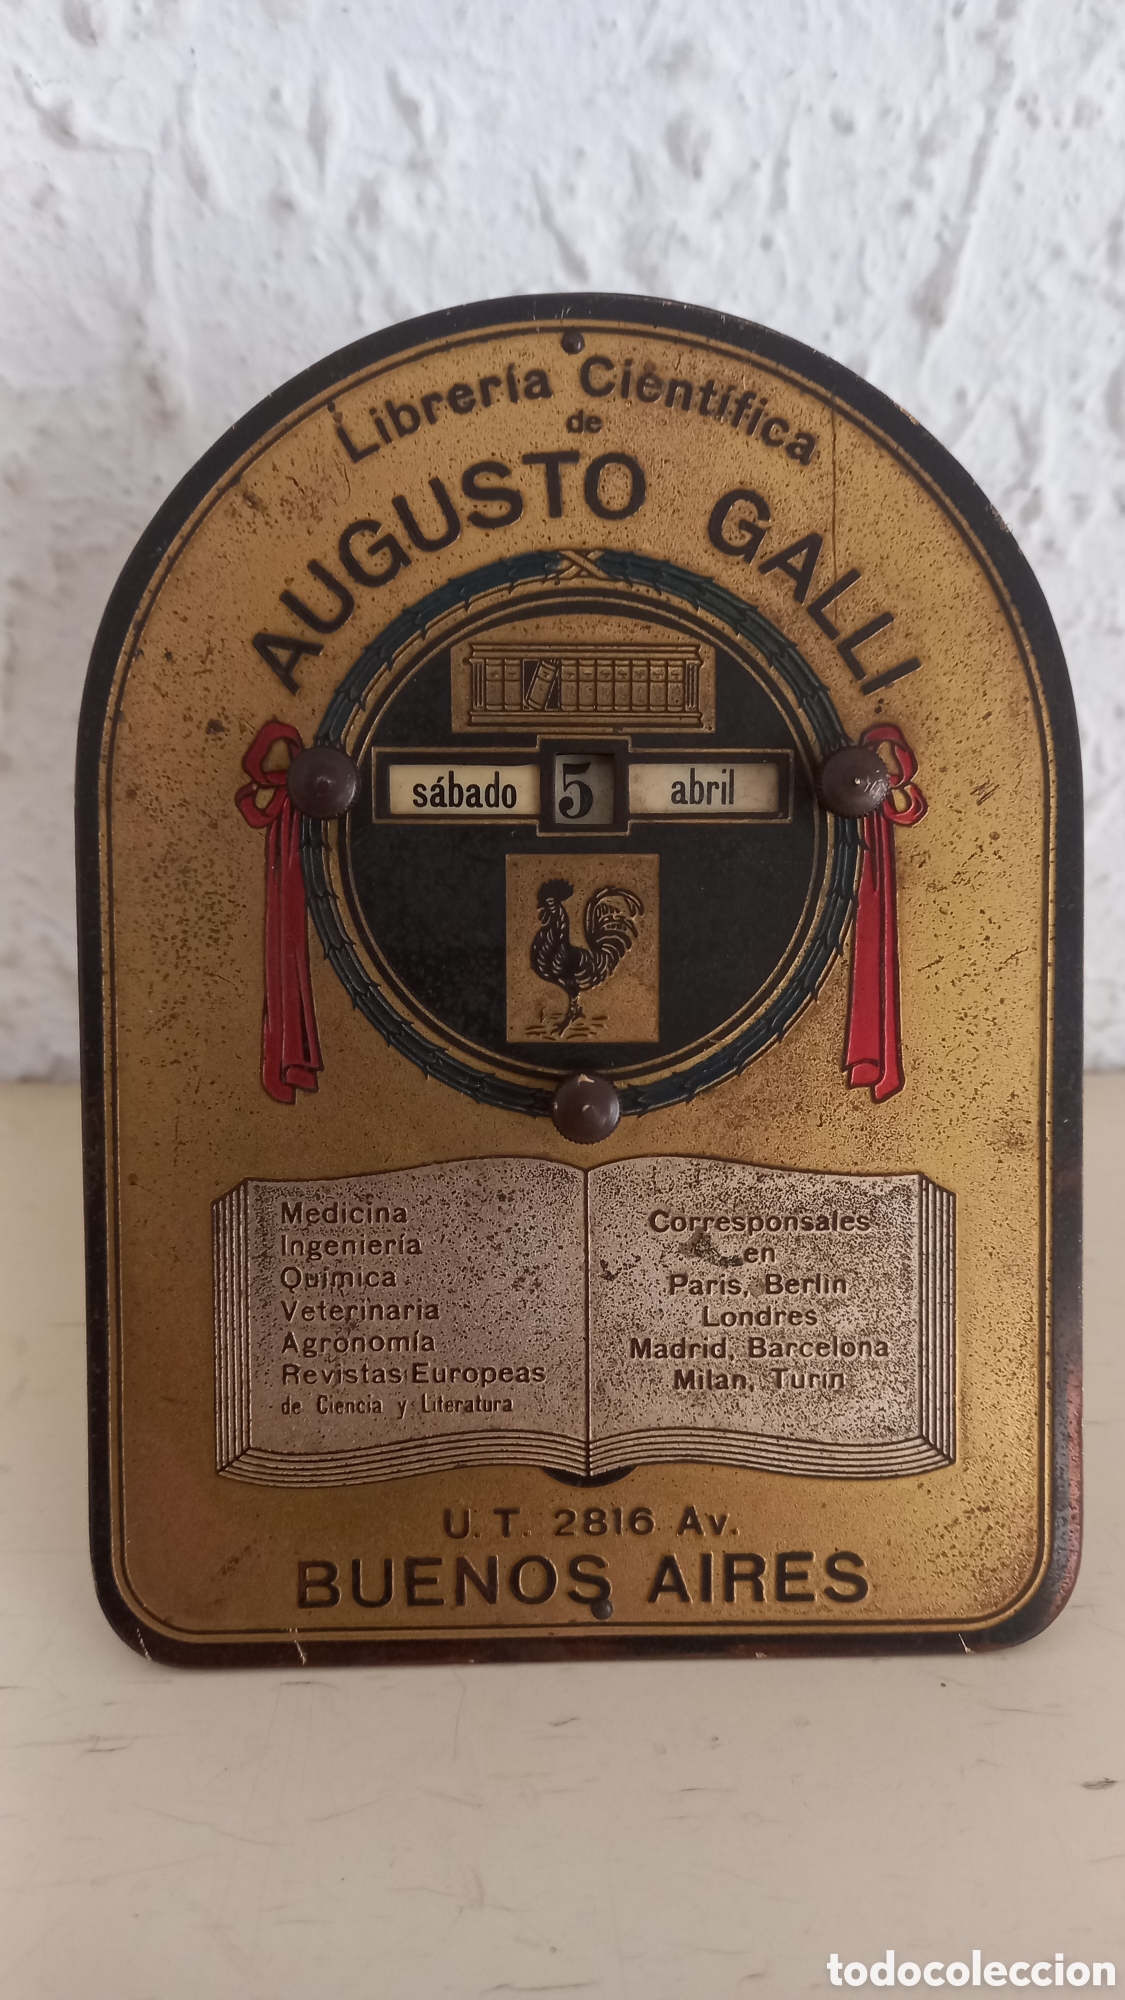 Librería Científica
de
AUGUSTO GALLI
sábado 5 abril
Medicina
Ingeniería
Química
Veterinaria
Agronomía
Revistas Europeas
de Ciencia y Literatura
Corresponsales
en
Paris, Berlin
Londres
Madrid, Barcelona
Milan, Turin
U. T. 2816 Av.
BUENOS AIRES
todocoleccion